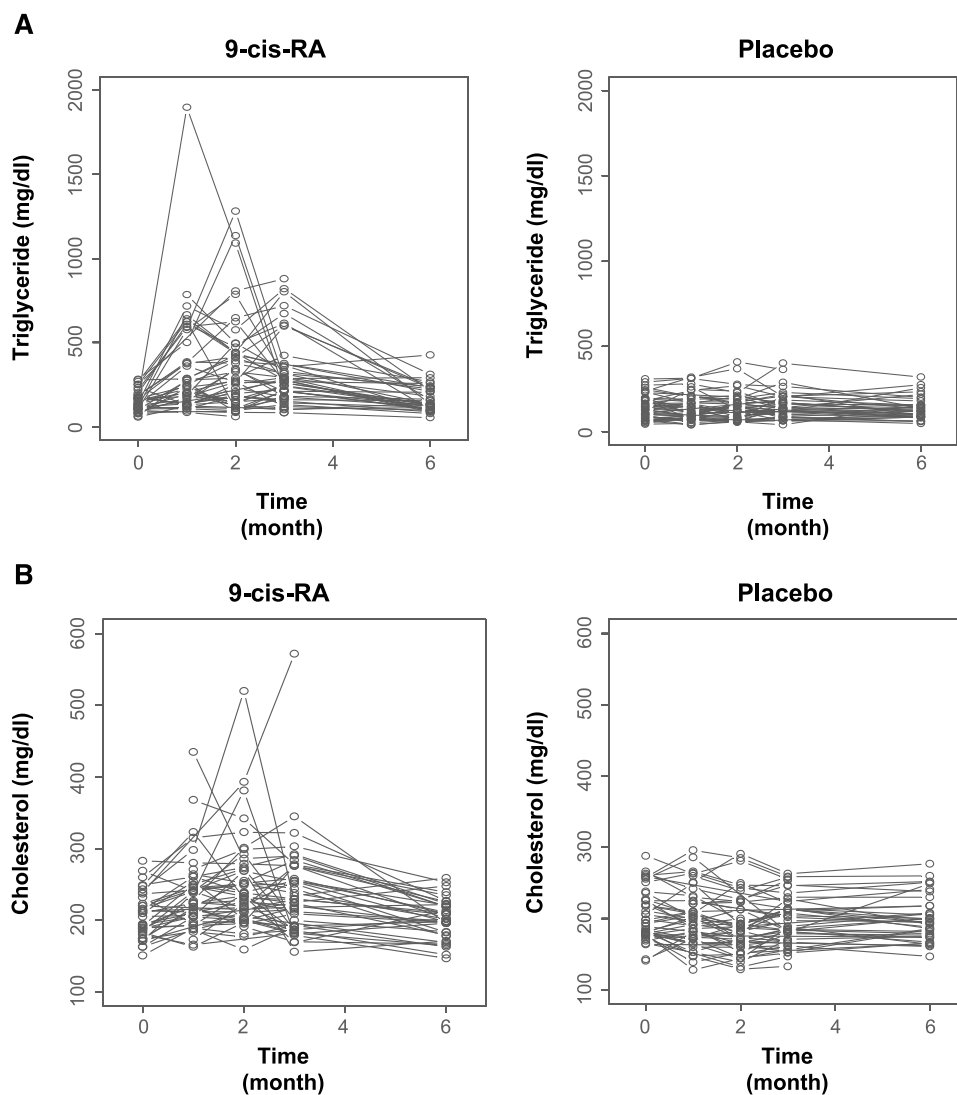 A
9-cis-RA
Placebo
Triglyceride (mg/dl)
2000
1500
1000
500
0
0 2 4 6
Time
(month)
Triglyceride (mg/dl)
2000
1500
1000
500
0
0 2 4 6
Time
(month)
B
9-cis-RA
Placebo
Cholesterol (mg/dl)
600
500
400
300
200
100
0 2 4 6
Time
(month)
Cholesterol (mg/dl)
600
500
400
300
200
100
0 2 4 6
Time
(month)